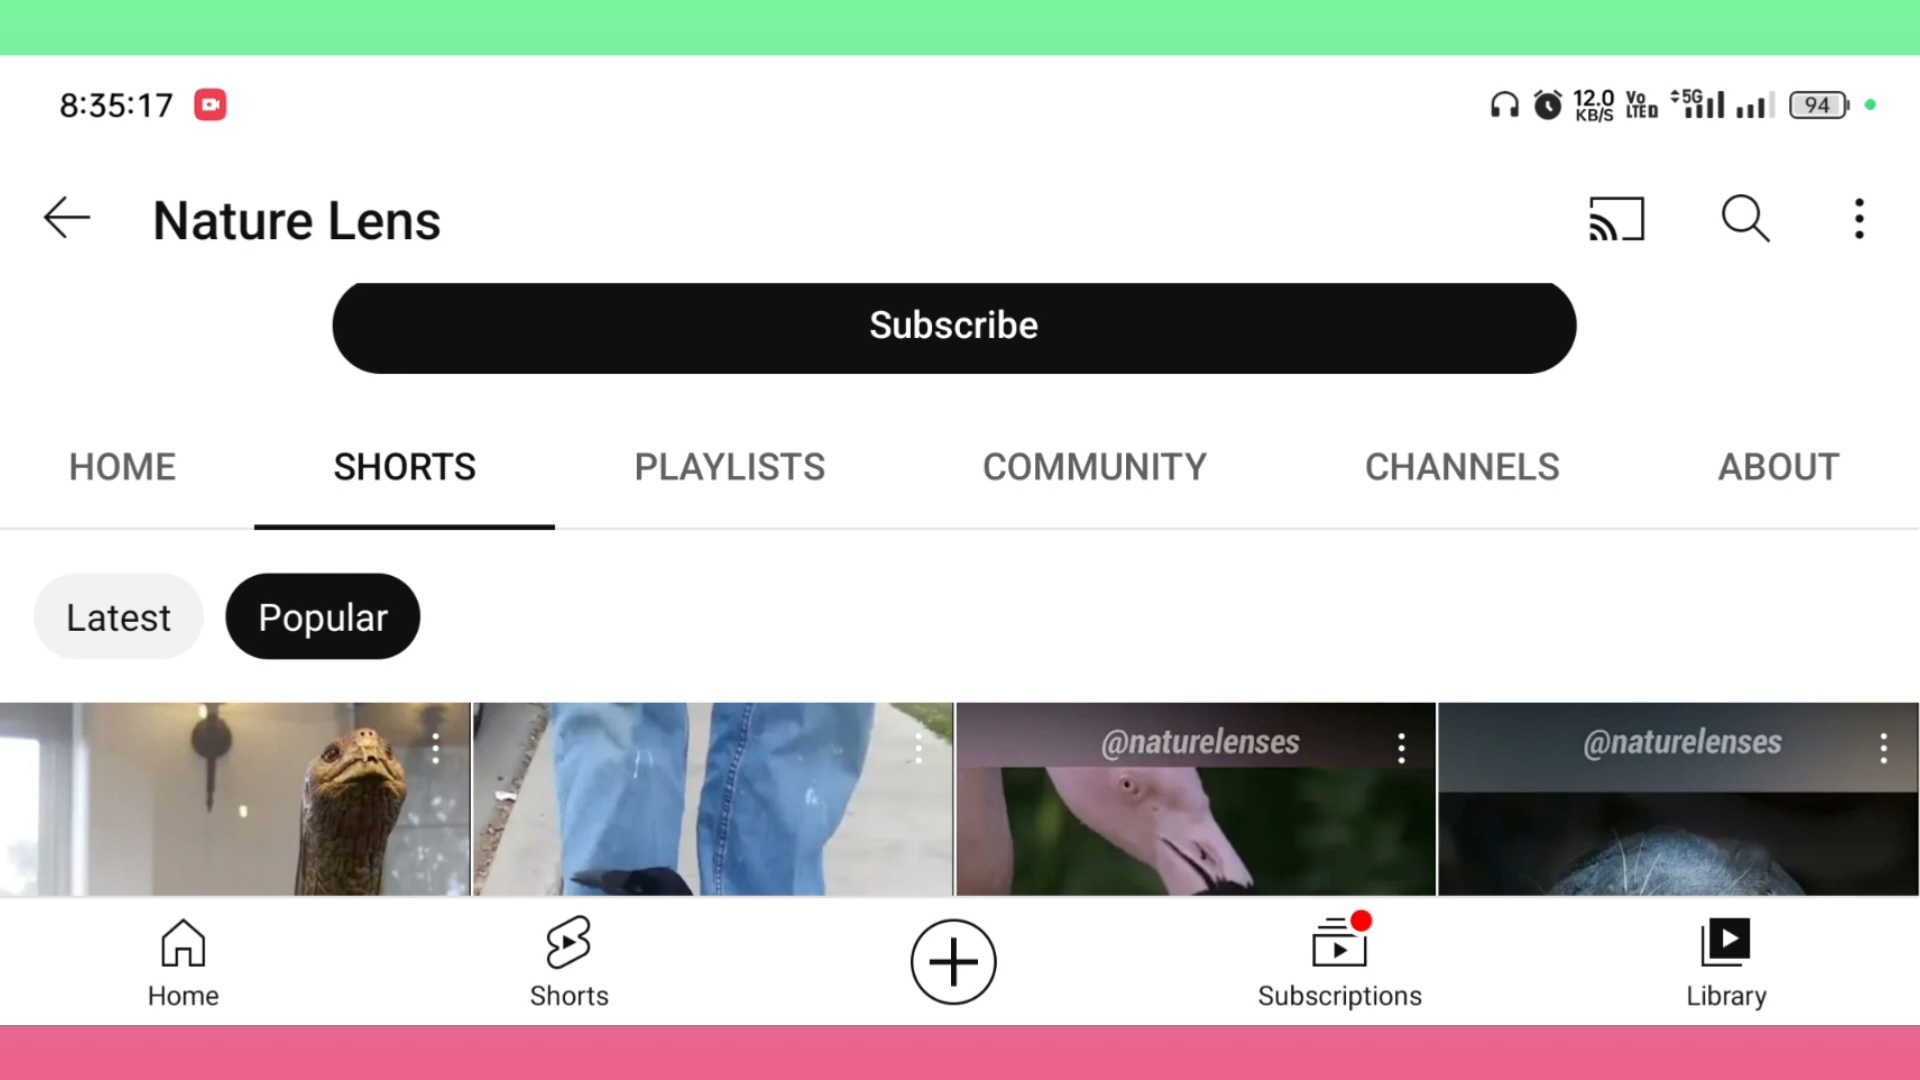 8:35:17
12.0 KB/S
Vo LTE
5G
94
Nature Lens
Subscribe
HOME SHORTS PLAYLISTS COMMUNITY CHANNELS ABOUT
Latest Popular
@naturelenses @naturelenses
Home Shorts Subscriptions Library